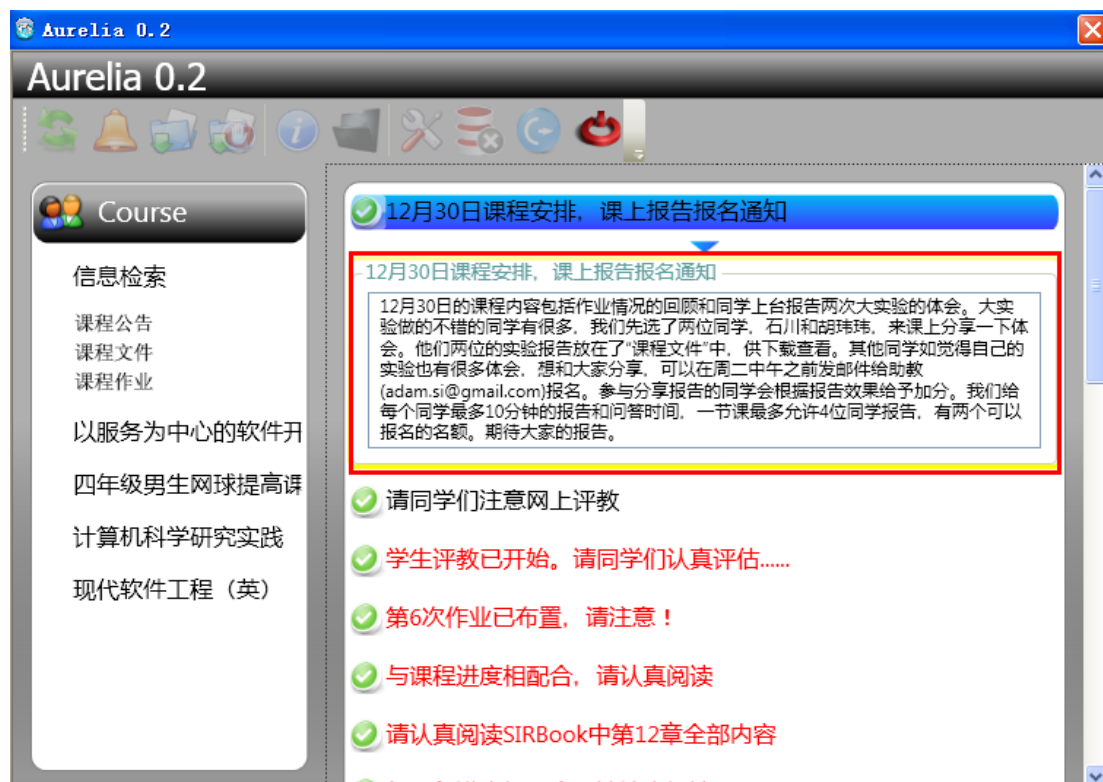 Aurelia 0.2
Aurelia 0.2
Course
信息检索
课程公告
课程文件
课程作业
以服务为中心的软件开
四年级男生网球提高课
计算机科学研究实践
现代软件工程（英）
12月30日课程安排，课上报告报名通知
12月30日课程安排，课上报告报名通知
12月30日的课程内容包括作业情况的回顾和同学上台报告两次大实验的体会。大实
验做的不错的同学有很多，我们先选了两位同学，石川和胡玮玮，来课上分享一下体
会。他们两位的实验报告放在了“课程文件”中，供下载查看。其他同学如觉得自己的
实验也有很多体会，想和大家分享，可以在周二中午之前发邮件给助教
(adam.si@gmail.com)报名。参与分享报告的同学会根据报告效果给予加分。我们给
每个同学最多10分钟的报告和问答时间，一节课最多允许4位同学报告，有两个可以
报名的名额。期待大家的报告。
请同学们注意网上评教
学生评教已开始。请同学们认真评估......
第6次作业已布置，请注意！
与课程进度相配合，请认真阅读
请认真阅读SIRBook中第12章全部内容